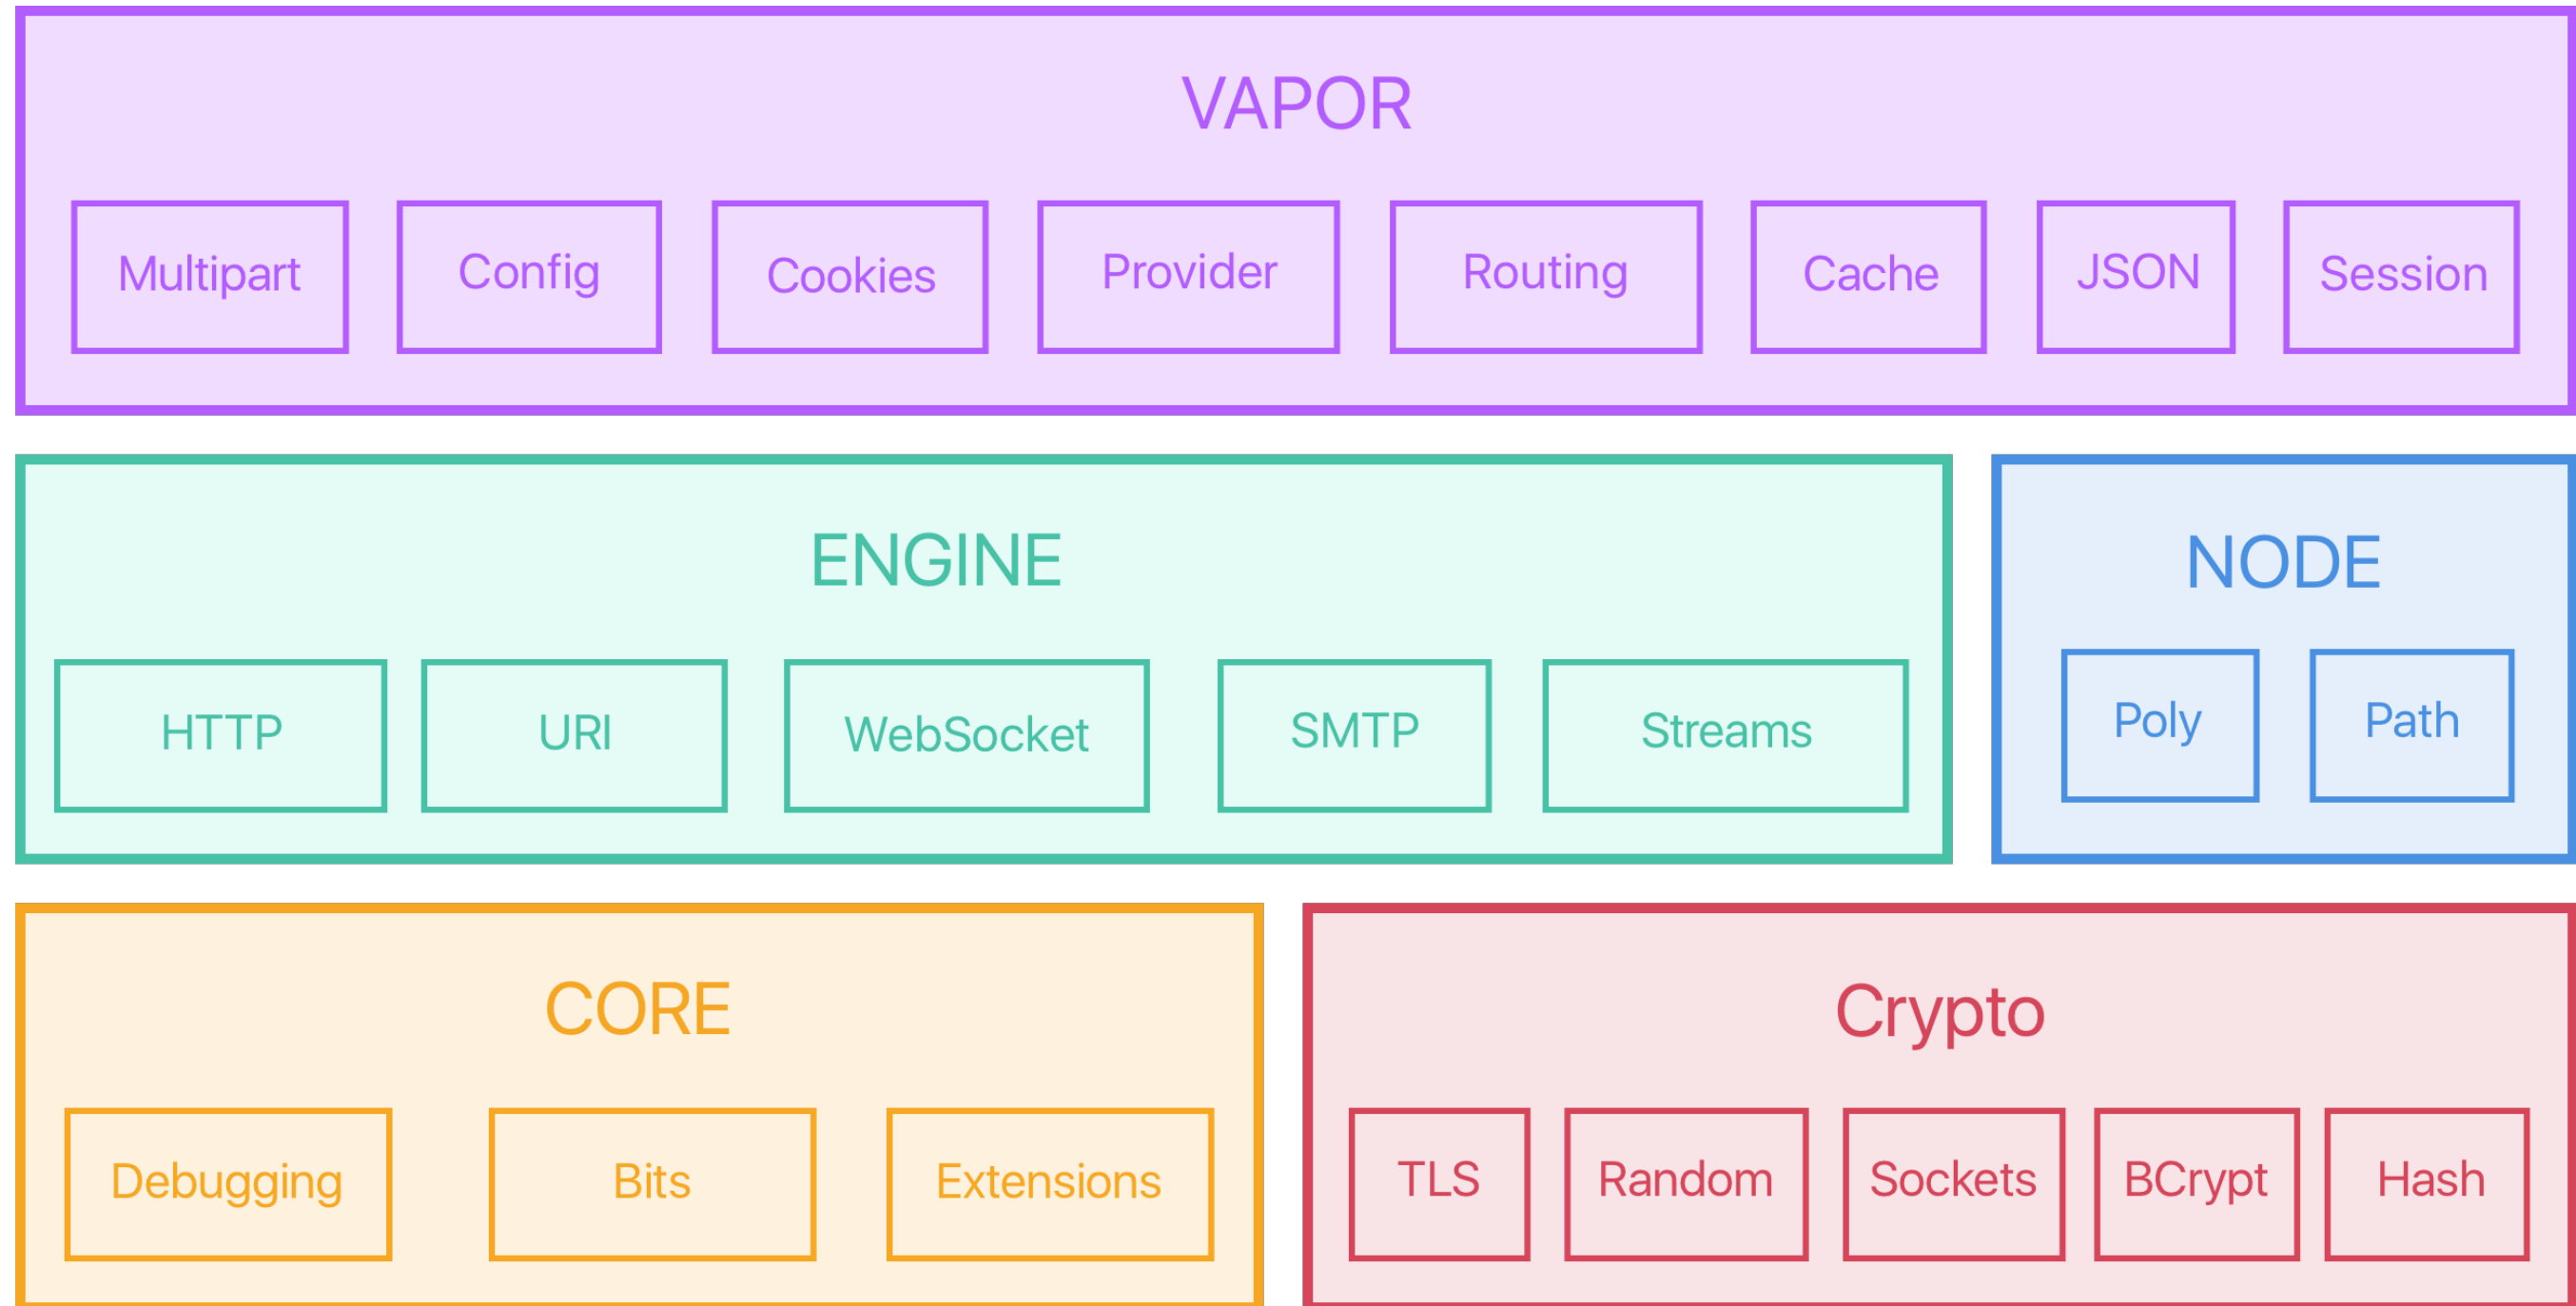 VAPOR
Multipart Config Cookies Provider Routing Cache JSON Session
ENGINE
HTTP URI WebSocket SMTP Streams
NODE
Poly Path
CORE
Debugging Bits Extensions
Crypto
TLS Random Sockets BCrypt Hash